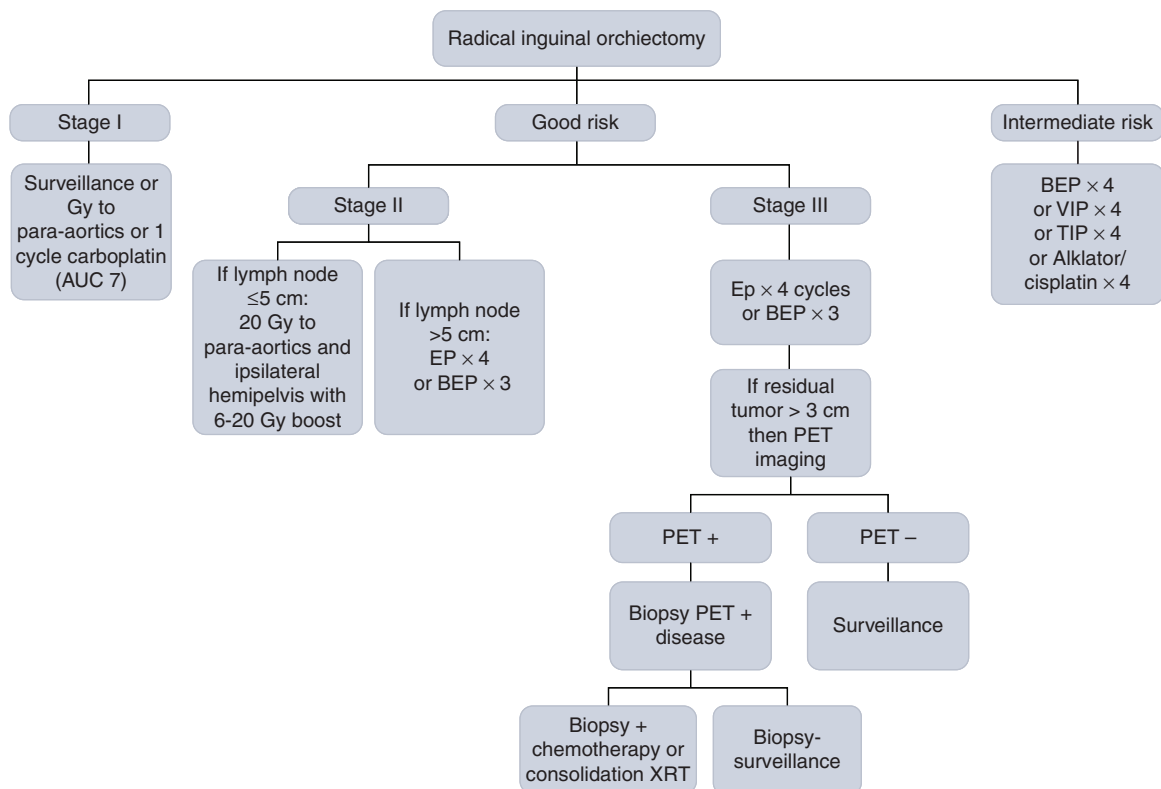 Radical inguinal orchiectomy
Stage I
Good risk
Intermediate risk
Surveillance or
Gy to
para-aortics or 1
cycle carboplatin
(AUC 7)
BEP × 4
or VIP × 4
or TIP × 4
or Alklator/
cisplatin × 4
Stage II
Stage III
If lymph node
≤5 cm:
20 Gy to
para-aortics and
ipsilateral
hemipelvis with
6-20 Gy boost
If lymph node
>5 cm:
EP × 4
or BEP × 3
Ep × 4 cycles
or BEP × 3
If residual
tumor > 3 cm
then PET
imaging
PET +
PET –
Biopsy PET +
disease
Surveillance
Biopsy +
chemotherapy or
consolidation XRT
Biopsy-
surveillance